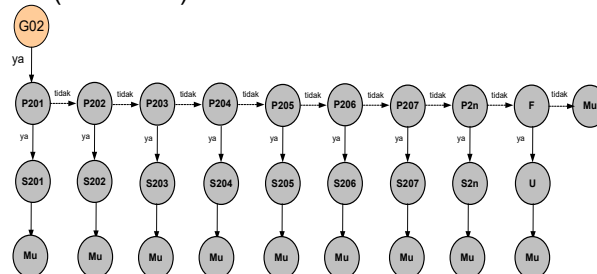 G02
ya
tidak tidak tidak tidak tidak tidak tidak tidak tidak
P201 P202 P203 P204 P205 P206 P207 P2n F Mu
ya ya ya ya ya ya ya ya ya
S201 S202 S203 S204 S205 S206 S207 S2n U
Mu Mu Mu Mu Mu Mu Mu Mu Mu